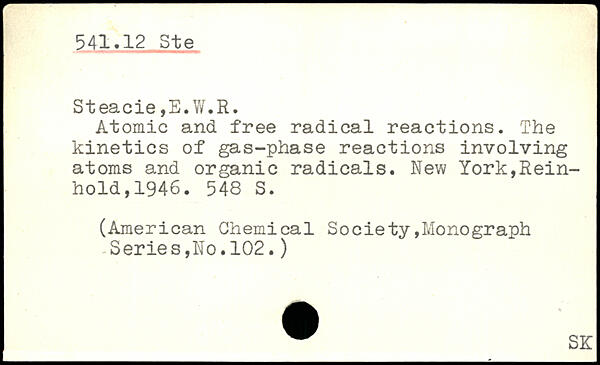 541.12 Ste
Steacie,E.W.R.
Atomic and free radical reactions. The
kinetics of gas-phase reactions involving
atoms and organic radicals. New York,Rein-
hold,1946. 548 S.
(American Chemical Society,Monograph
Series,No.102.)
SK